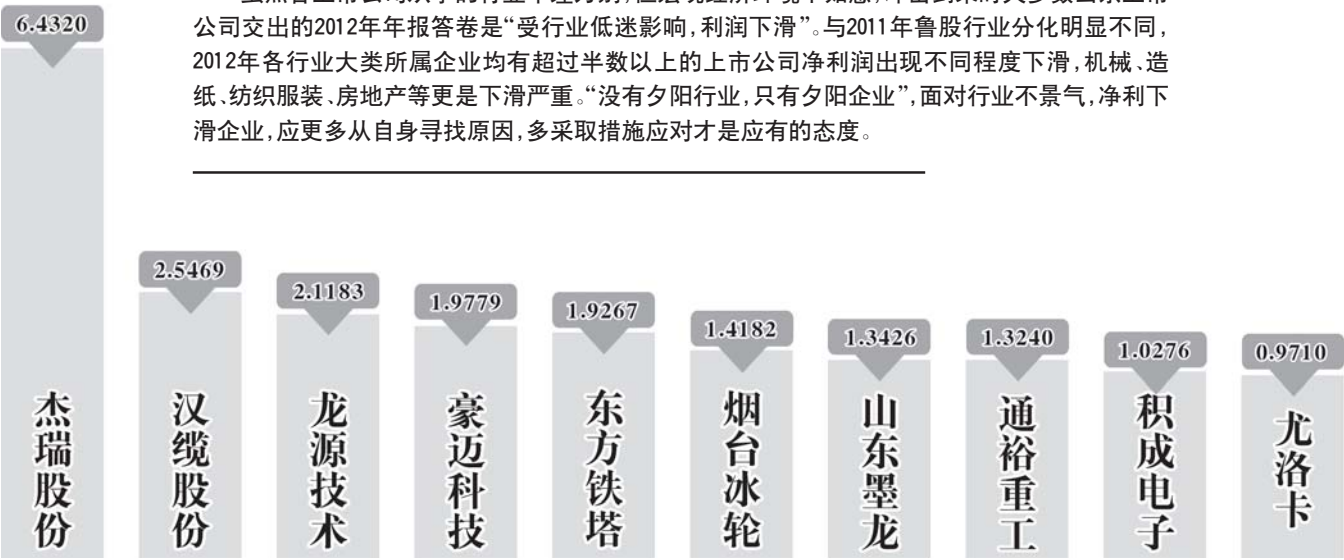 公司交出的2012年年报答卷是“受行业低迷影响,利润下滑”。与2011年鲁股行业分化明显不同,
2012年各行业大类所属企业均有超过半数以上的上市公司净利润出现不同程度下滑,机械、造
纸、纺织服装、房地产等更是下滑严重。“没有夕阳行业,只有夕阳企业”,面对行业不景气,净利下
滑企业,应更多从自身寻找原因,多采取措施应对才是应有的态度。
6.4320
2.5469
2.1183
1.9779
1.9267
1.4182
1.3426
1.3240
1.0276
0.9710
杰瑞股份
汉缆股份
龙源技术
豪迈科技
东方铁塔
烟台冰轮
山东墨龙
通裕重工
积成电子
尤洛卡